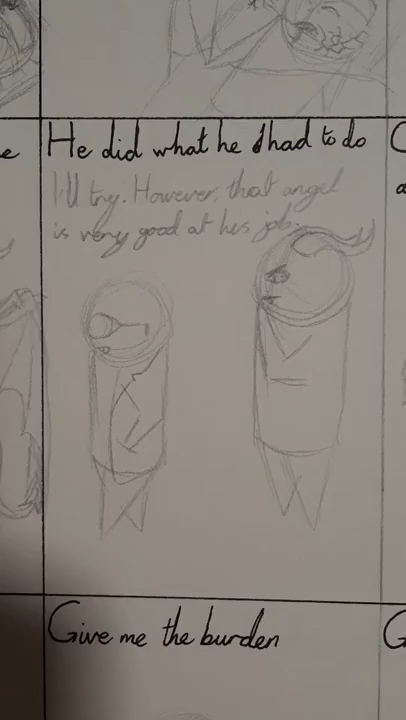 e
He did what he had to do
I'll try. However, that angel
is very good at his job.
Give me the burden